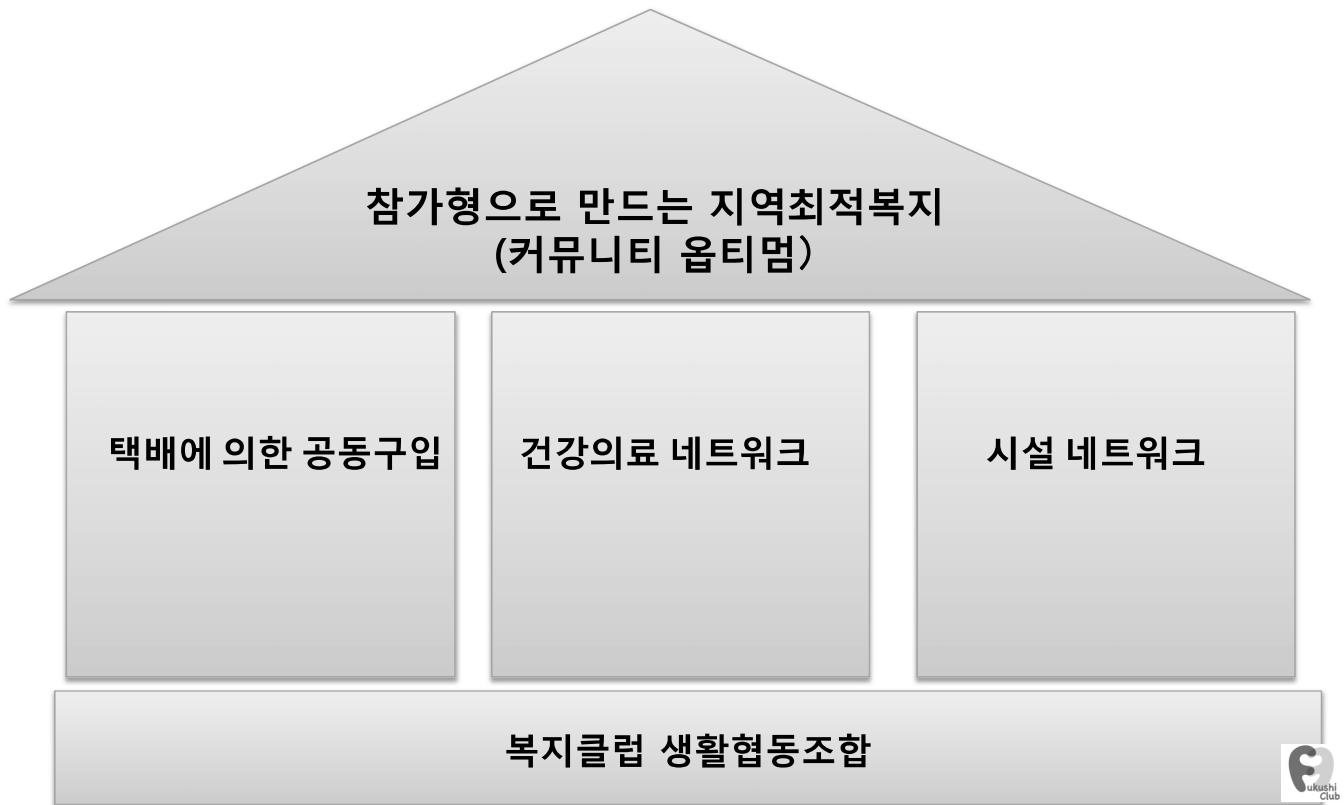 참가형으로 만드는 지역최적복지
(커뮤니티 옵티멈)
택배에 의한 공동구입
건강의료 네트워크
시설 네트워크
복지클럽 생활협동조합
Fukushi
Club